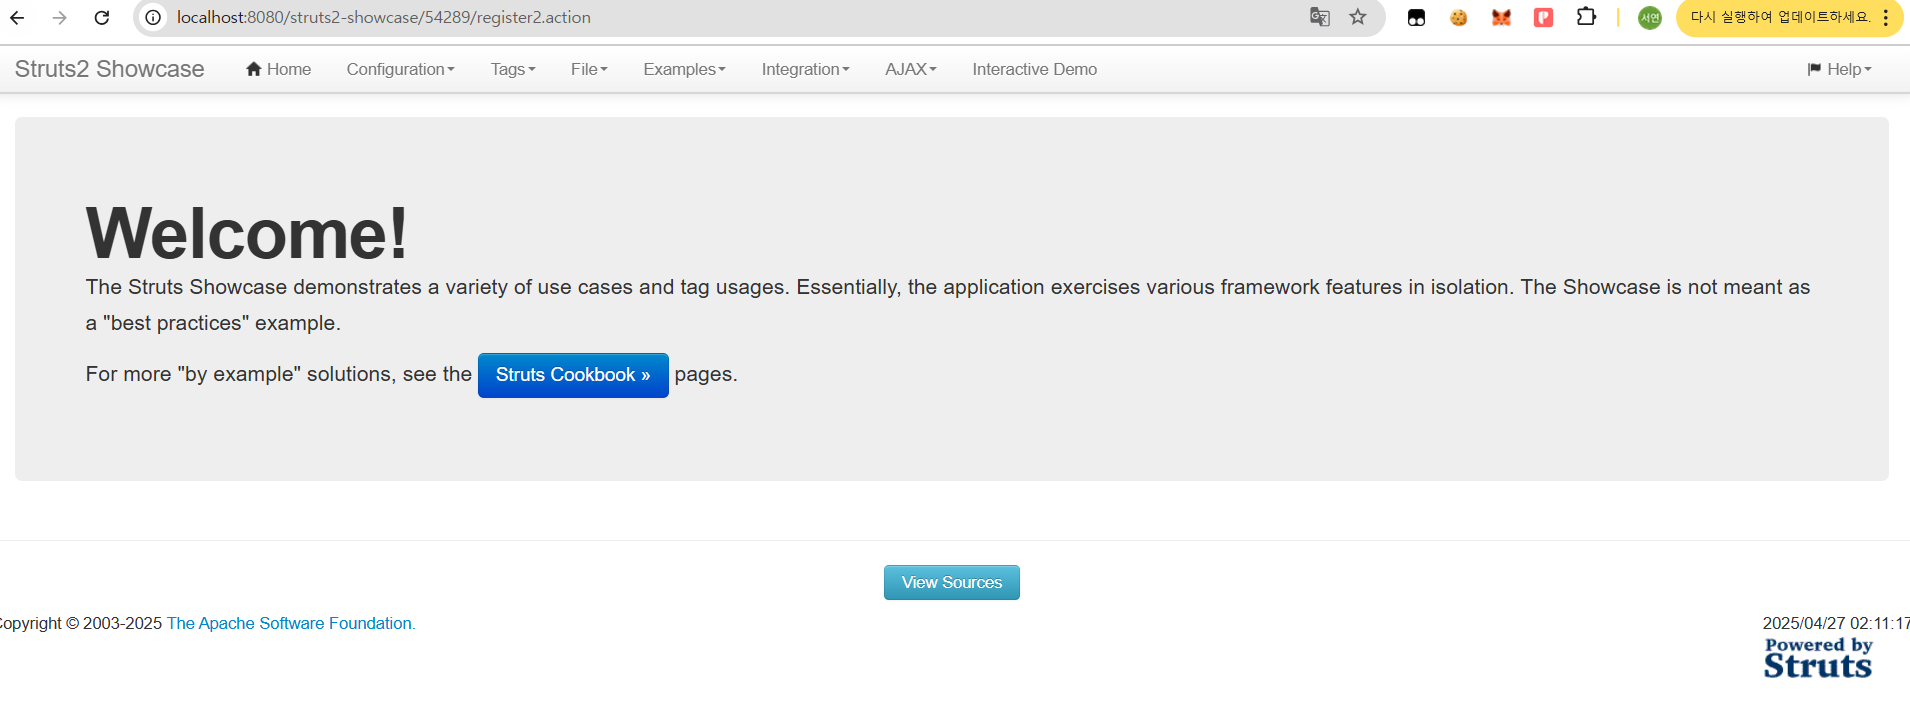 localhost:8080/struts2-showcase/54289/register2.action
서연
다시 실행하여 업데이트하세요.
Struts2 Showcase Home Configuration Tags File Examples Integration AJAX Interactive Demo Help
Welcome!
The Struts Showcase demonstrates a variety of use cases and tag usages. Essentially, the application exercises various framework features in isolation. The Showcase is not meant as
a "best practices" example.
For more "by example" solutions, see the Struts Cookbook » pages.
View Sources
opyright © 2003-2025 The Apache Software Foundation.
2025/04/27 02:11:17
Powered by
Struts